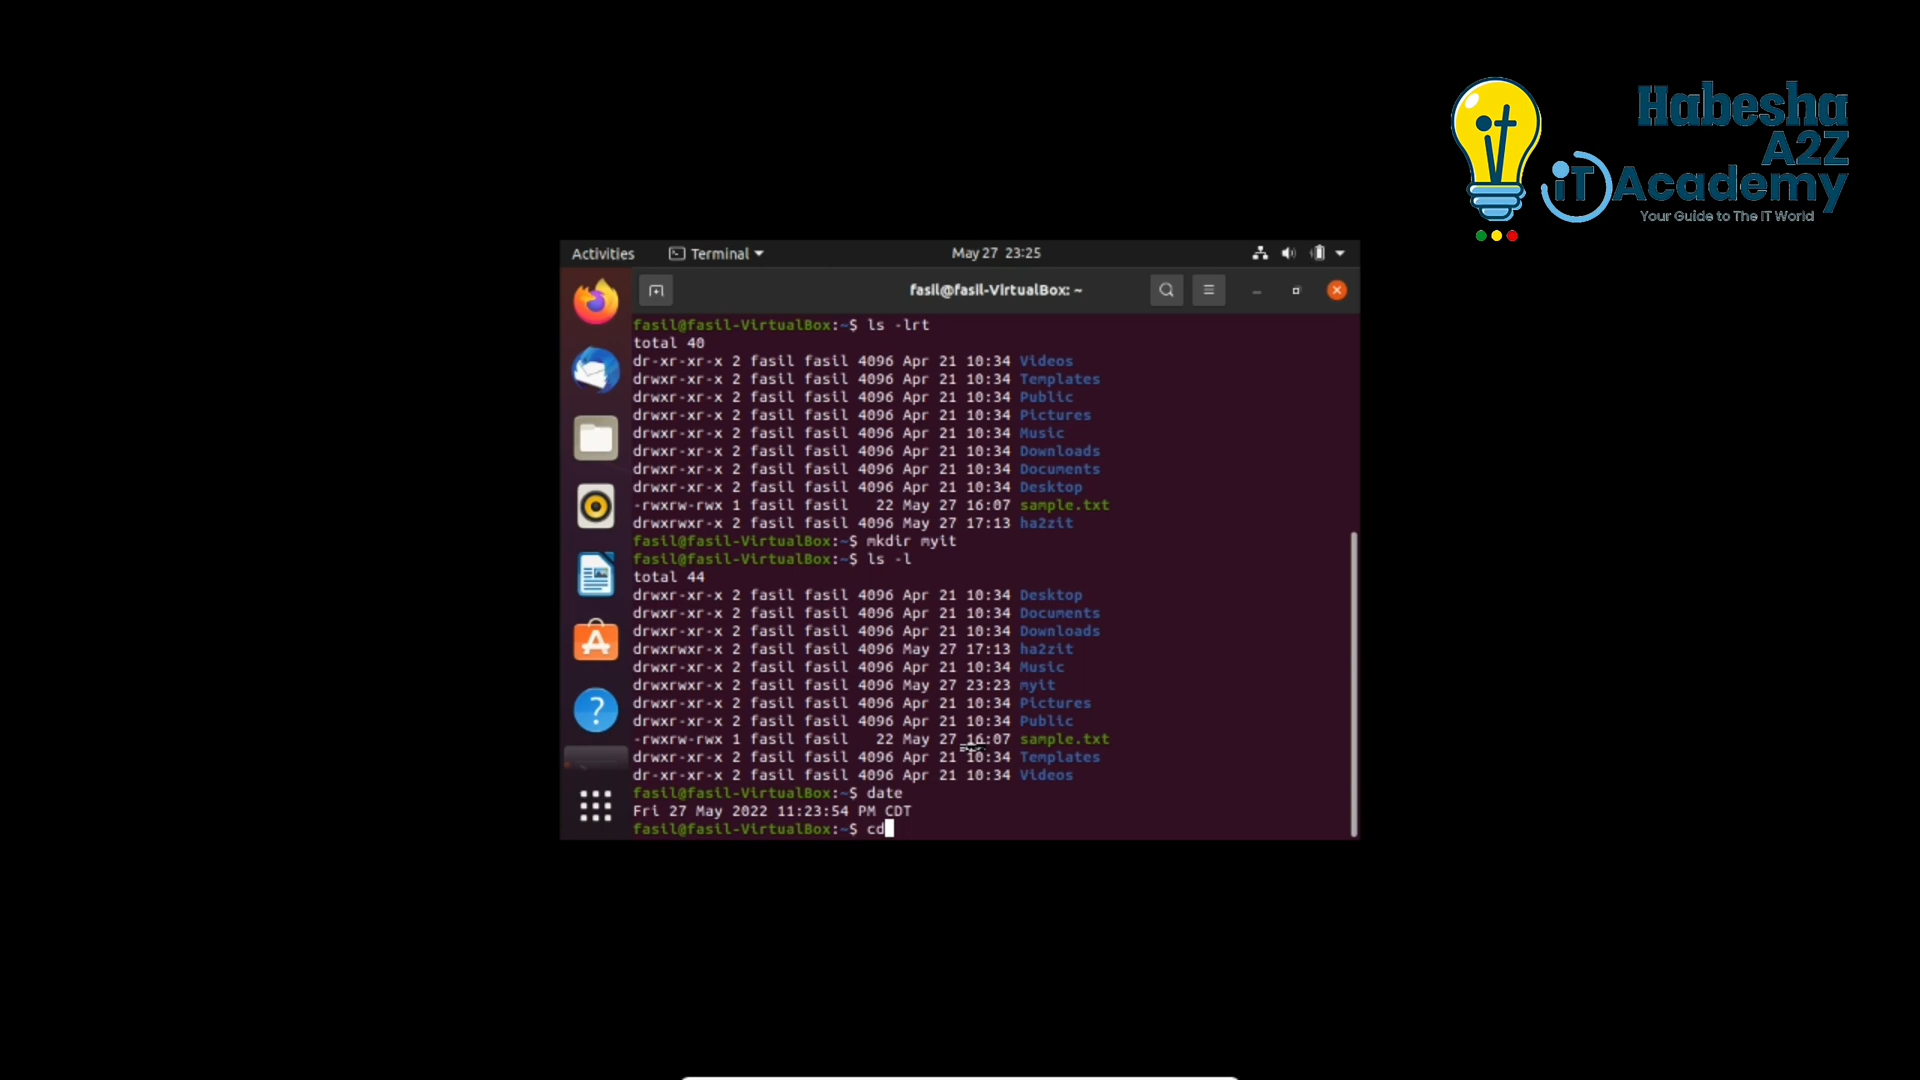 Habesha
A2Z
iT Academy
Your Guide to The IT World
Activities Terminal May 27 23:25
fasil@fasil-VirtualBox: ~
fasil@fasil-VirtualBox:~$ ls -lrt
total 40
dr-xr-xr-x 2 fasil fasil 4096 Apr 21 10:34 Videos
drwxr-xr-x 2 fasil fasil 4096 Apr 21 10:34 Templates
drwxr-xr-x 2 fasil fasil 4096 Apr 21 10:34 Public
drwxr-xr-x 2 fasil fasil 4096 Apr 21 10:34 Pictures
drwxr-xr-x 2 fasil fasil 4096 Apr 21 10:34 Music
drwxr-xr-x 2 fasil fasil 4096 Apr 21 10:34 Downloads
drwxr-xr-x 2 fasil fasil 4096 Apr 21 10:34 Documents
drwxr-xr-x 2 fasil fasil 4096 Apr 21 10:34 Desktop
-rwxrw-rwx 1 fasil fasil 22 May 27 16:07 sample.txt
drwxrwxr-x 2 fasil fasil 4096 May 27 17:13 ha2zit
fasil@fasil-VirtualBox:~$ mkdir myit
fasil@fasil-VirtualBox:~$ ls -l
total 44
drwxr-xr-x 2 fasil fasil 4096 Apr 21 10:34 Desktop
drwxr-xr-x 2 fasil fasil 4096 Apr 21 10:34 Documents
drwxr-xr-x 2 fasil fasil 4096 Apr 21 10:34 Downloads
drwxrwxr-x 2 fasil fasil 4096 May 27 17:13 ha2zit
drwxr-xr-x 2 fasil fasil 4096 Apr 21 10:34 Music
drwxrwxr-x 2 fasil fasil 4096 May 27 23:23 myit
drwxr-xr-x 2 fasil fasil 4096 Apr 21 10:34 Pictures
drwxr-xr-x 2 fasil fasil 4096 Apr 21 10:34 Public
-rwxrw-rwx 1 fasil fasil 22 May 27 16:07 sample.txt
drwxr-xr-x 2 fasil fasil 4096 Apr 21 10:34 Templates
dr-xr-xr-x 2 fasil fasil 4096 Apr 21 10:34 Videos
fasil@fasil-VirtualBox:~$ date
Fri 27 May 2022 11:23:54 PM CDT
fasil@fasil-VirtualBox:~$ cd